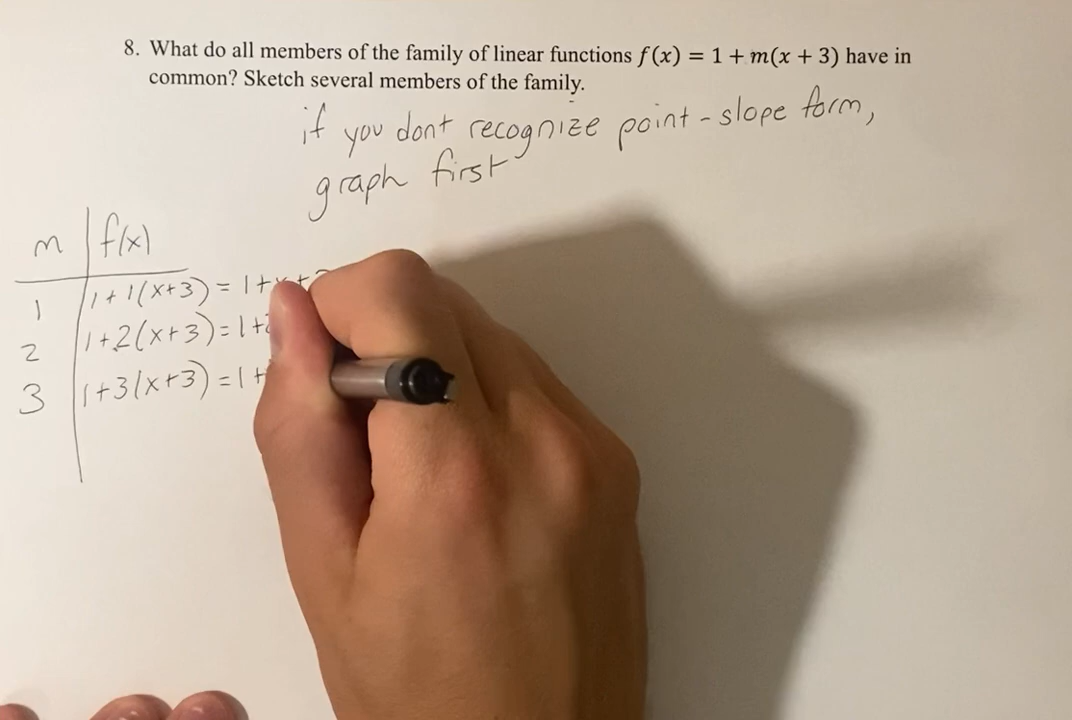 8. What do all members of the family of linear functions f(x) = 1 + m(x + 3) have in
common? Sketch several members of the family.
if you dont recognize point-slope form,
graph first
m f(x)
1 1+1(x+3) = 1+x+
2 1+2(x+3)=1+
3 1+3(x+3)=1+